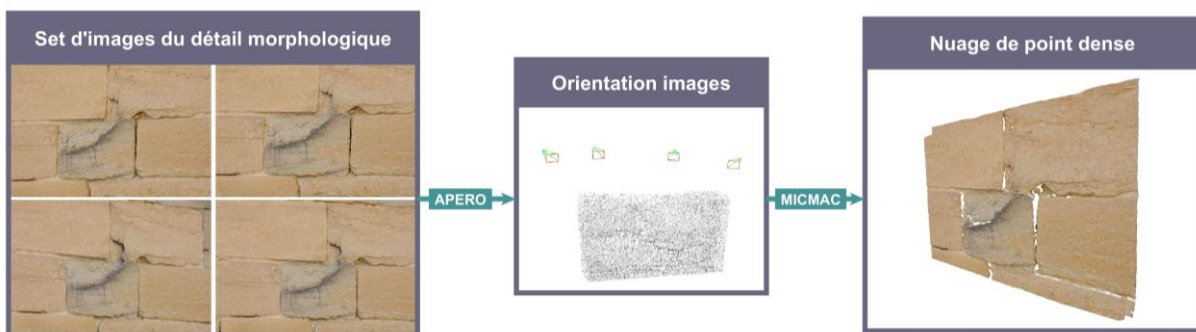 Set d'images du détail morphologique
APERO
Orientation images
MICMAC
Nuage de point dense